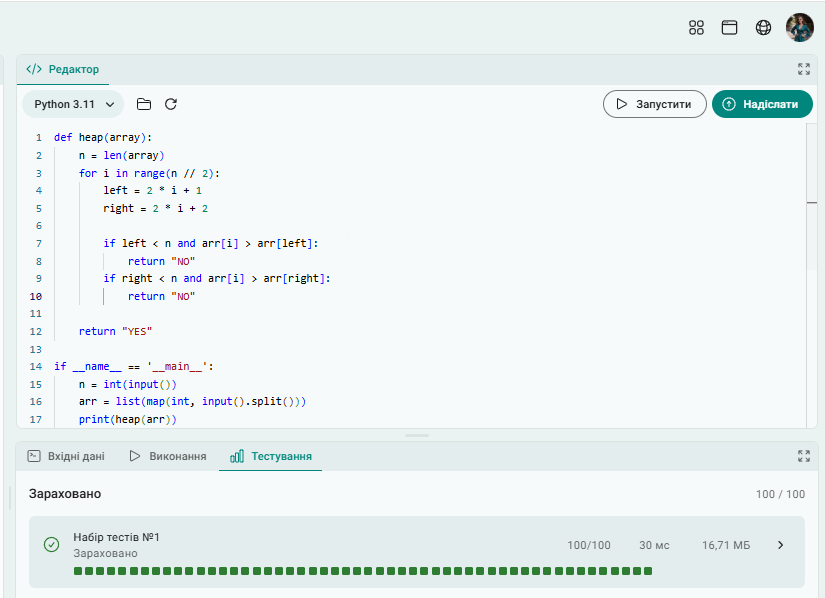 Редактор
Python 3.11
Запустити
Надіслати
1 def heap(array):
2     n = len(array)
3     for i in range(n // 2):
4         left = 2 * i + 1
5         right = 2 * i + 2
6
7         if left < n and arr[i] > arr[left]:
8             return "NO"
9         if right < n and arr[i] > arr[right]:
10             return "NO"
11
12     return "YES"
13
14 if __name__ == '__main__':
15     n = int(input())
16     arr = list(map(int, input().split()))
17     print(heap(arr))
Вхідні дані
Виконання
Тестування
Зараховано
100 / 100
Набір тестів №1
Зараховано
100/100
30 мс
16,71 МБ